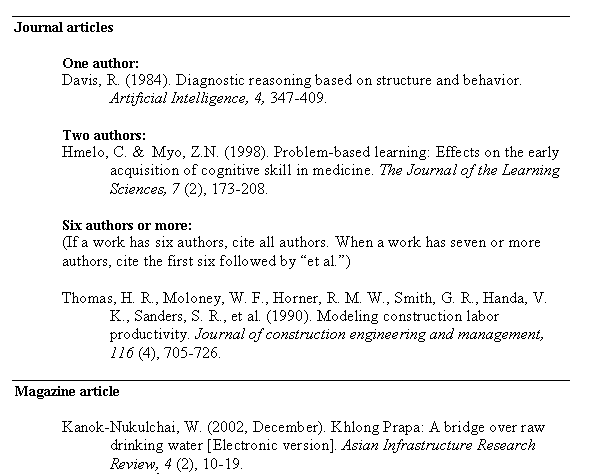 Journal articles
One author:
Davis, R. (1984). Diagnostic reasoning based on structure and behavior.
Artificial Intelligence, 4, 347-409.
Two authors:
Hmelo, C. & Myo, Z.N. (1998). Problem-based learning: Effects on the early
acquisition of cognitive skill in medicine. The Journal of the Learning
Sciences, 7 (2), 173-208.
Six authors or more:
(If a work has six authors, cite all authors. When a work has seven or more
authors, cite the first six followed by “et al.”)
Thomas, H. R., Moloney, W. F., Horner, R. M. W., Smith, G. R., Handa, V.
K., Sanders, S. R., et al. (1990). Modeling construction labor
productivity. Journal of construction engineering and management,
116 (4), 705-726.
Magazine article
Kanok-Nukulchai, W. (2002, December). Khlong Prapa: A bridge over raw
drinking water [Electronic version]. Asian Infrastructure Research
Review, 4 (2), 10-19.